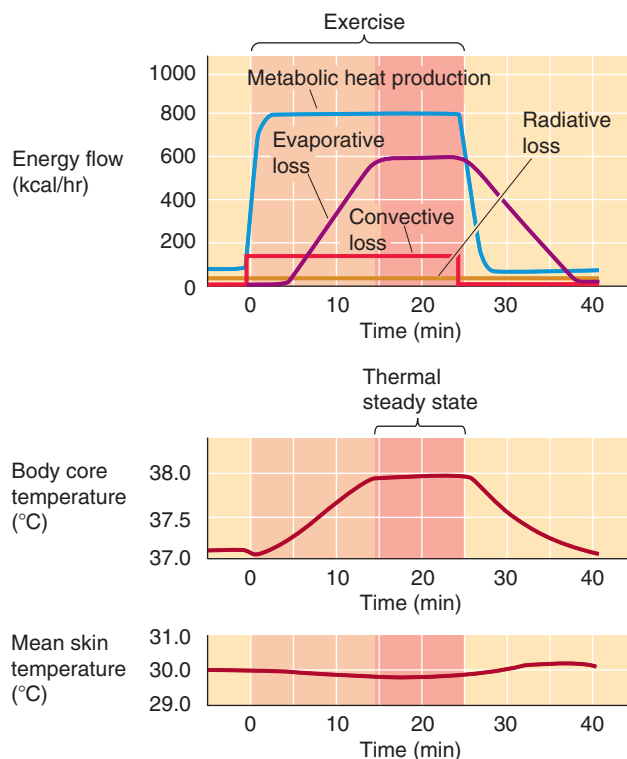 Exercise
1000
800
600
400
200
0
Energy flow
(kcal/hr)
Metabolic heat production
Evaporative
loss
Convective
loss
Radiative
loss
0 10 20 30 40
Time (min)
Thermal
steady state
Body core
temperature
(°C)
38.0
37.5
37.0
0 10 20 30 40
Time (min)
Mean skin
temperature
(°C)
31.0
30.0
29.0
0 10 20 30 40
Time (min)